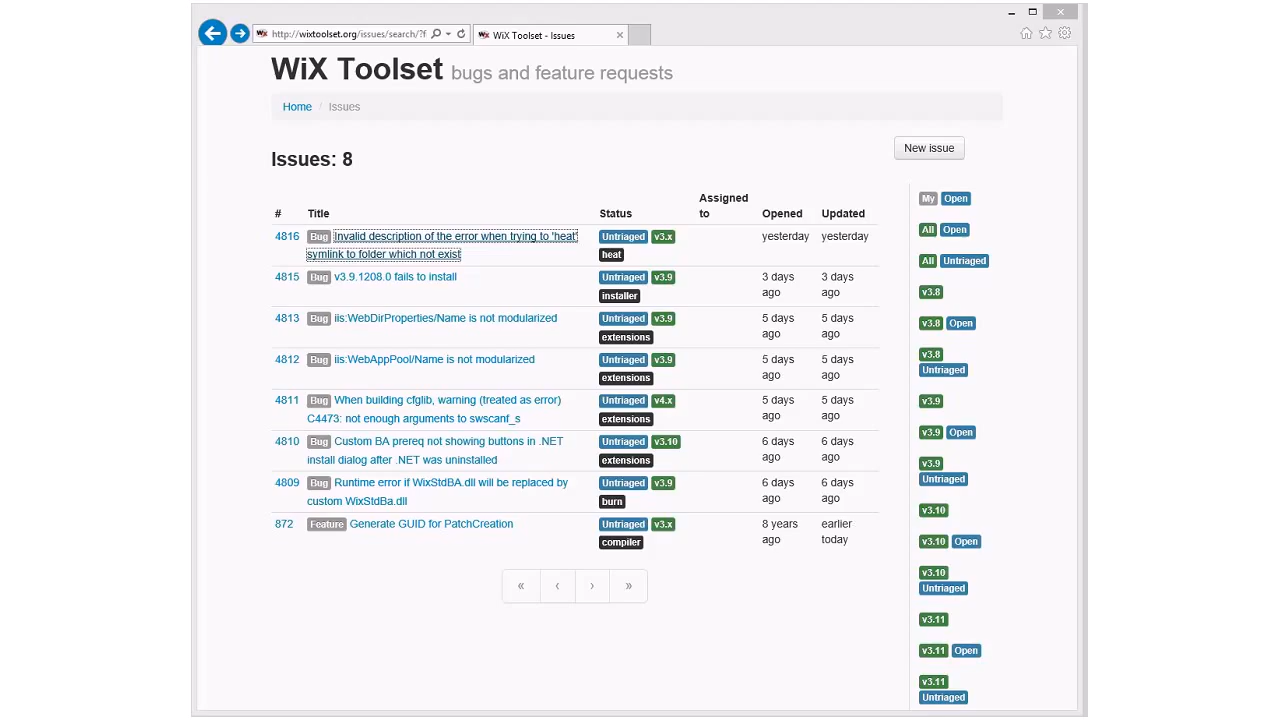 http://wixtoolset.org/issues/search/?f
WiX Toolset - Issues
WiX Toolset bugs and feature requests
Home / Issues
Issues: 8
New issue
# Title Status Assigned to Opened Updated
4816 Bug Invalid description of the error when trying to 'heat' Untriaged v3.x yesterday yesterday
symlink to folder which not exist heat
4815 Bug v3.9.1208.0 fails to install Untriaged v3.9 3 days 3 days
installer ago ago
4813 Bug iis:WebDirProperties/Name is not modularized Untriaged v3.9 5 days 5 days
extensions ago ago
4812 Bug iis:WebAppPool/Name is not modularized Untriaged v3.9 5 days 5 days
extensions ago ago
4811 Bug When building cfglib, warning (treated as error) Untriaged v4.x 5 days 5 days
C4473: not enough arguments to swscanf_s extensions ago ago
4810 Bug Custom BA prereq not showing buttons in .NET Untriaged v3.10 6 days 6 days
install dialog after .NET was uninstalled extensions ago ago
4809 Bug Runtime error if WixStdBA.dll will be replaced by Untriaged v3.9 6 days 6 days
custom WixStdBa.dll burn ago ago
872 Feature Generate GUID for PatchCreation Untriaged v3.x 8 years earlier
compiler ago today
« ‹ › »
My Open
All Open
All Untriaged
v3.8
v3.8 Open
v3.8
Untriaged
v3.9
v3.9 Open
v3.9
Untriaged
v3.10
v3.10 Open
v3.10
Untriaged
v3.11
v3.11 Open
v3.11
Untriaged